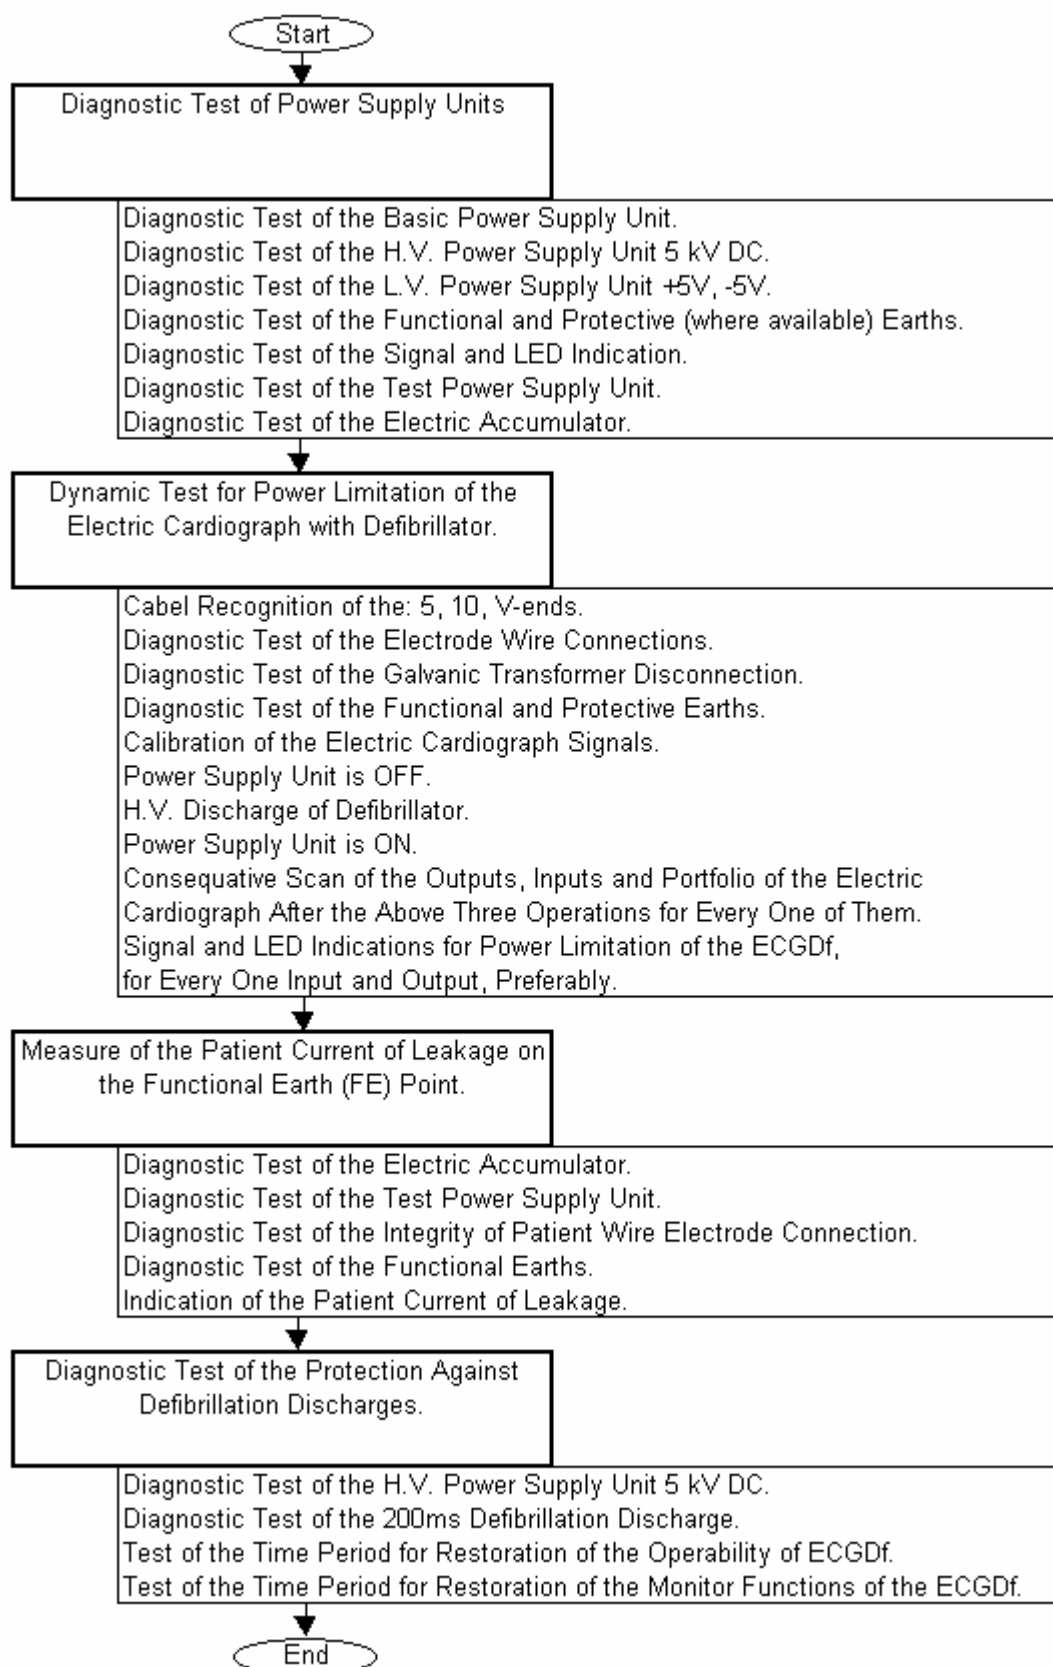 Start
Diagnostic Test of Power Supply Units
Diagnostic Test of the Basic Power Supply Unit.
Diagnostic Test of the H.V. Power Supply Unit 5 kV DC.
Diagnostic Test of the L.V. Power Supply Unit +5V, -5V.
Diagnostic Test of the Functional and Protective (where available) Earths.
Diagnostic Test of the Signal and LED Indication.
Diagnostic Test of the Test Power Supply Unit.
Diagnostic Test of the Electric Accumulator.
Dynamic Test for Power Limitation of the
Electric Cardiograph with Defibrillator.
Cabel Recognition of the: 5, 10, V-ends.
Diagnostic Test of the Electrode Wire Connections.
Diagnostic Test of the Galvanic Transformer Disconnection.
Diagnostic Test of the Functional and Protective Earths.
Calibration of the Electric Cardiograph Signals.
Power Supply Unit is OFF.
H.V. Discharge of Defibrillator.
Power Supply Unit is ON.
Consequative Scan of the Outputs, Inputs and Portfolio of the Electric
Cardiograph After the Above Three Operations for Every One of Them.
Signal and LED Indications for Power Limitation of the ECGDf,
for Every One Input and Output, Preferably.
Measure of the Patient Current of Leakage on
the Functional Earth (FE) Point.
Diagnostic Test of the Electric Accumulator.
Diagnostic Test of the Test Power Supply Unit.
Diagnostic Test of the Integrity of Patient Wire Electrode Connection.
Diagnostic Test of the Functional Earths.
Indication of the Patient Current of Leakage.
Diagnostic Test of the Protection Against
Defibrillation Discharges.
Diagnostic Test of the H.V. Power Supply Unit 5 kV DC.
Diagnostic Test of the 200ms Defibrillation Discharge.
Test of the Time Period for Restoration of the Operability of ECGDf.
Test of the Time Period for Restoration of the Monitor Functions of the ECGDf.
End